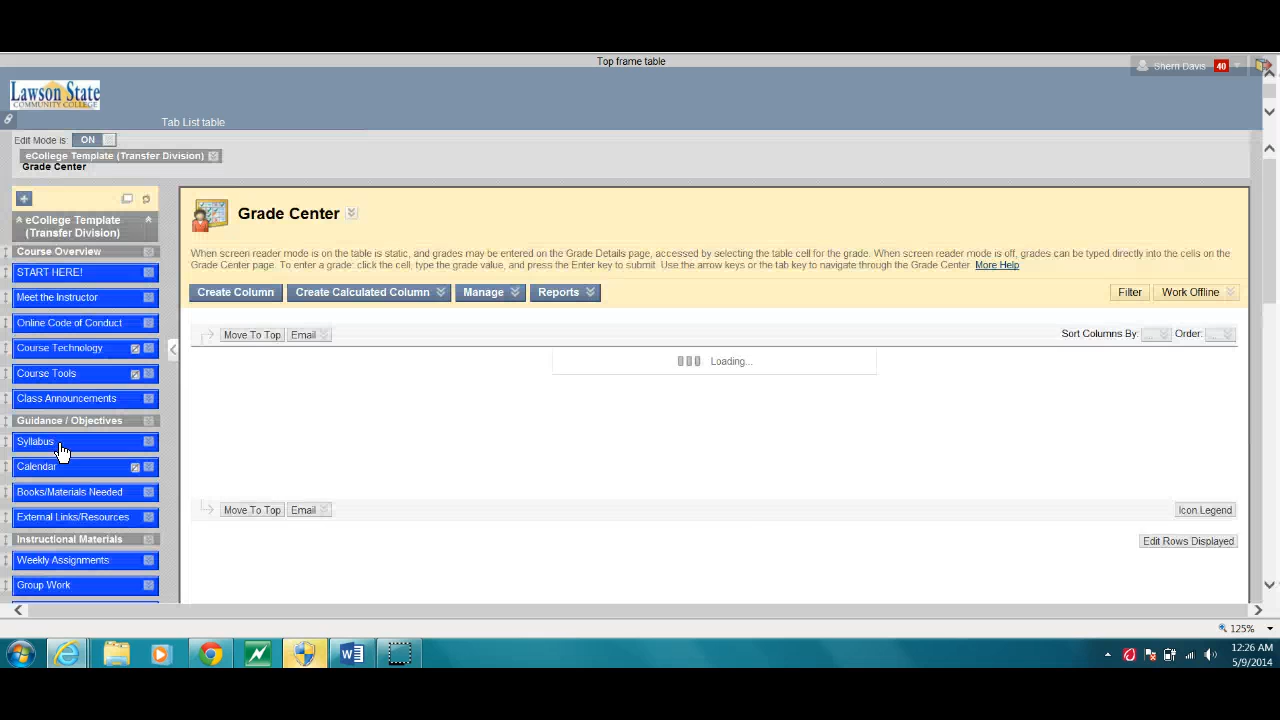 Top frame table
Sherri Davis 40
Lawson State
COMMUNITY COLLEGE
Tab List table
Edit Mode is: ON
eCollege Template (Transfer Division)
Grade Center
eCollege Template
(Transfer Division)
Course Overview
START HERE!
Meet the Instructor
Online Code of Conduct
Course Technology
Course Tools
Class Announcements
Guidance / Objectives
Syllabus
Calendar
Books/Materials Needed
External Links/Resources
Instructional Materials
Weekly Assignments
Group Work
Grade Center
When screen reader mode is on the table is static, and grades may be entered on the Grade Details page, accessed by selecting the table cell for the grade. When screen reader mode is off, grades can be typed directly into the cells on the
Grade Center page. To enter a grade: click the cell, type the grade value, and press the Enter key to submit. Use the arrow keys or the tab key to navigate through the Grade Center. More Help
Create Column Create Calculated Column Manage Reports Filter Work Offline
Move To Top Email Sort Columns By: Order:
Loading...
Move To Top Email Icon Legend
Edit Rows Displayed
125%
12:26 AM
5/9/2014